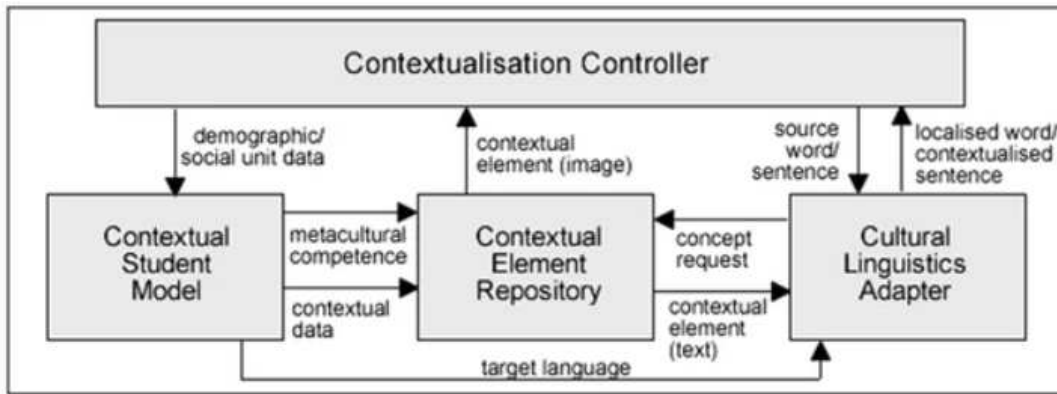 Contextualisation Controller
demographic/
social unit data
contextual
element (image)
source
word/
sentence
localised word/
contextualised
sentence
Contextual
Student
Model
metacultural
competence
contextual
data
Contextual
Element
Repository
concept
request
contextual
element
(text)
Cultural
Linguistics
Adapter
target language